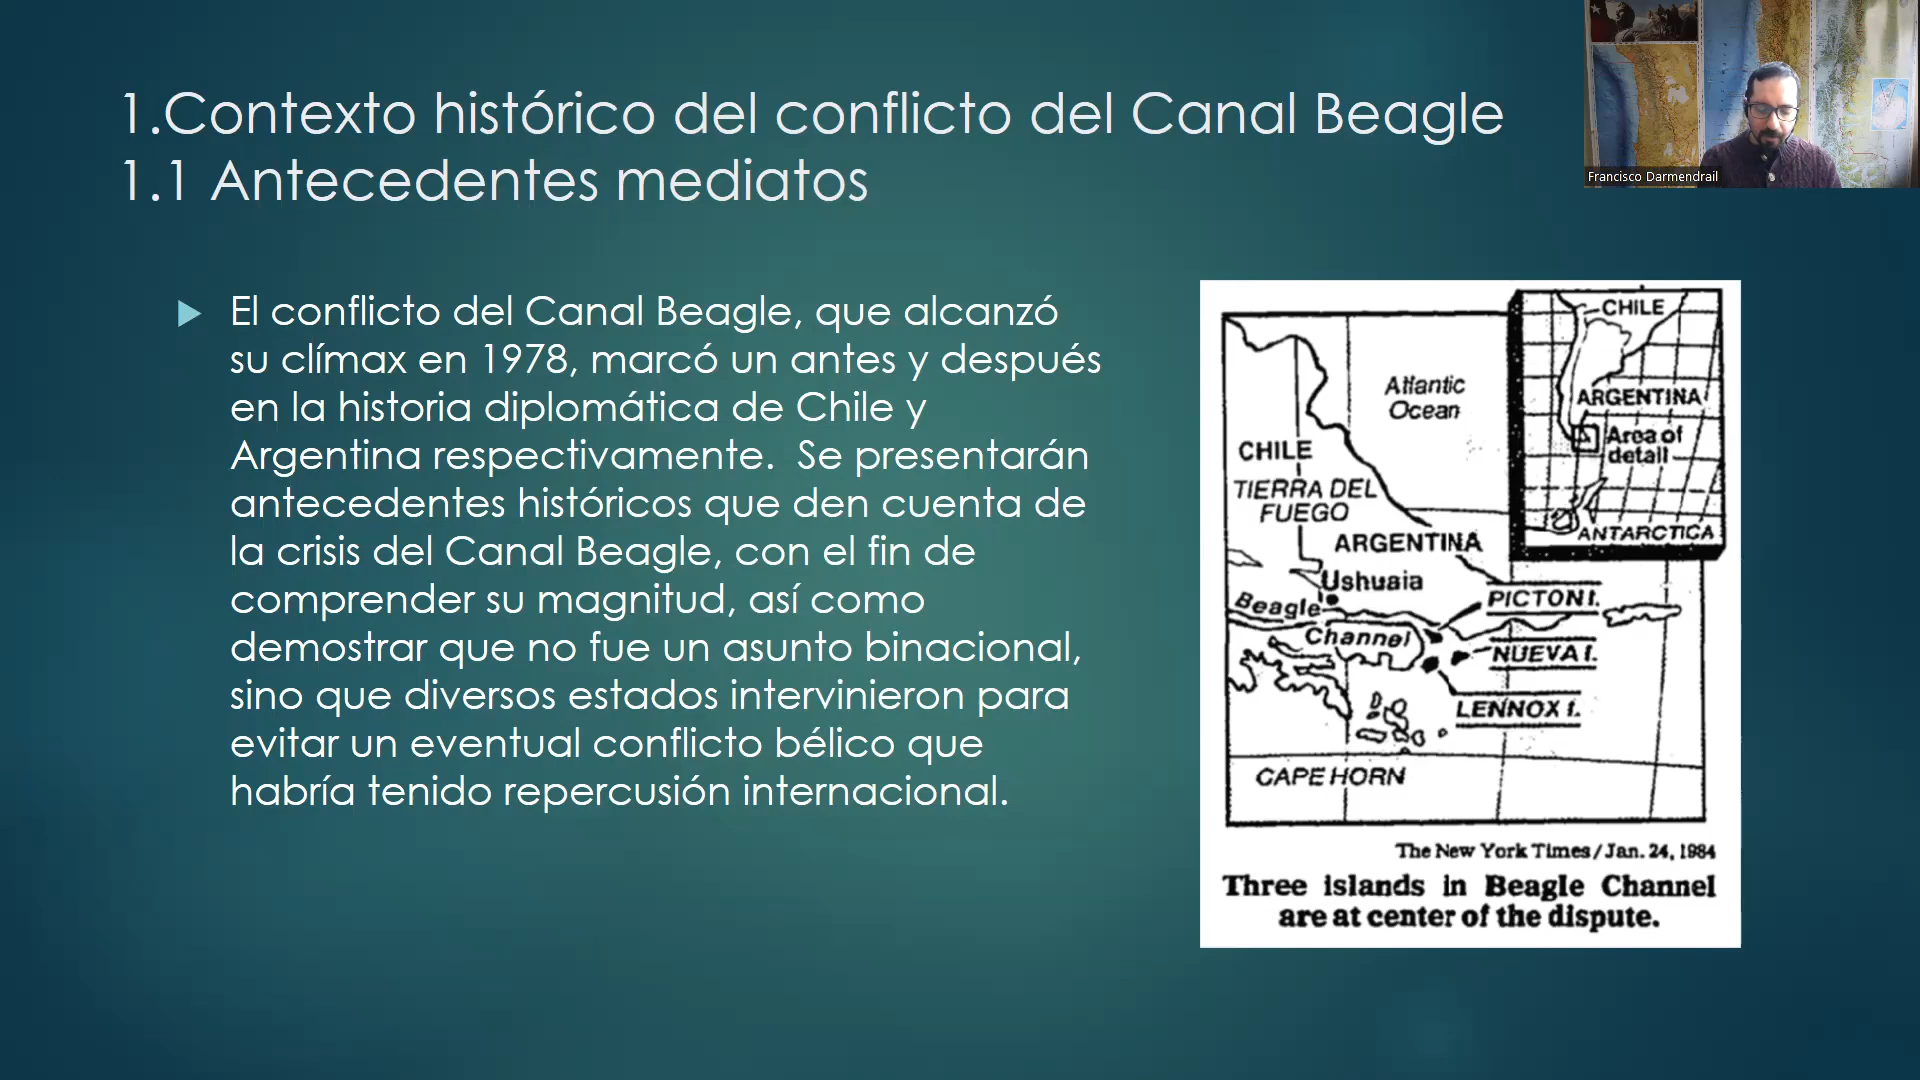 1.Contexto histórico del conflicto del Canal Beagle
1.1 Antecedentes mediatos
Francisco Darmendrail
El conflicto del Canal Beagle, que alcanzó
su clímax en 1978, marcó un antes y después
en la historia diplomática de Chile y
Argentina respectivamente.  Se presentarán
antecedentes históricos que den cuenta de
la crisis del Canal Beagle, con el fin de
comprender su magnitud, así como
demostrar que no fue un asunto binacional,
sino que diversos estados intervinieron para
evitar un eventual conflicto bélico que
habría tenido repercusión internacional.
CHILE
ARGENTINA
Area of
detail
ANTARCTICA
Atlantic
Ocean
CHILE
TIERRA DEL
FUEGO
ARGENTINA
Ushuaia
Beagle
Channel
PICTON I.
NUEVA I.
LENNOX I.
CAPE HORN
The New York Times/Jan. 24, 1984
Three islands in Beagle Channel
are at center of the dispute.